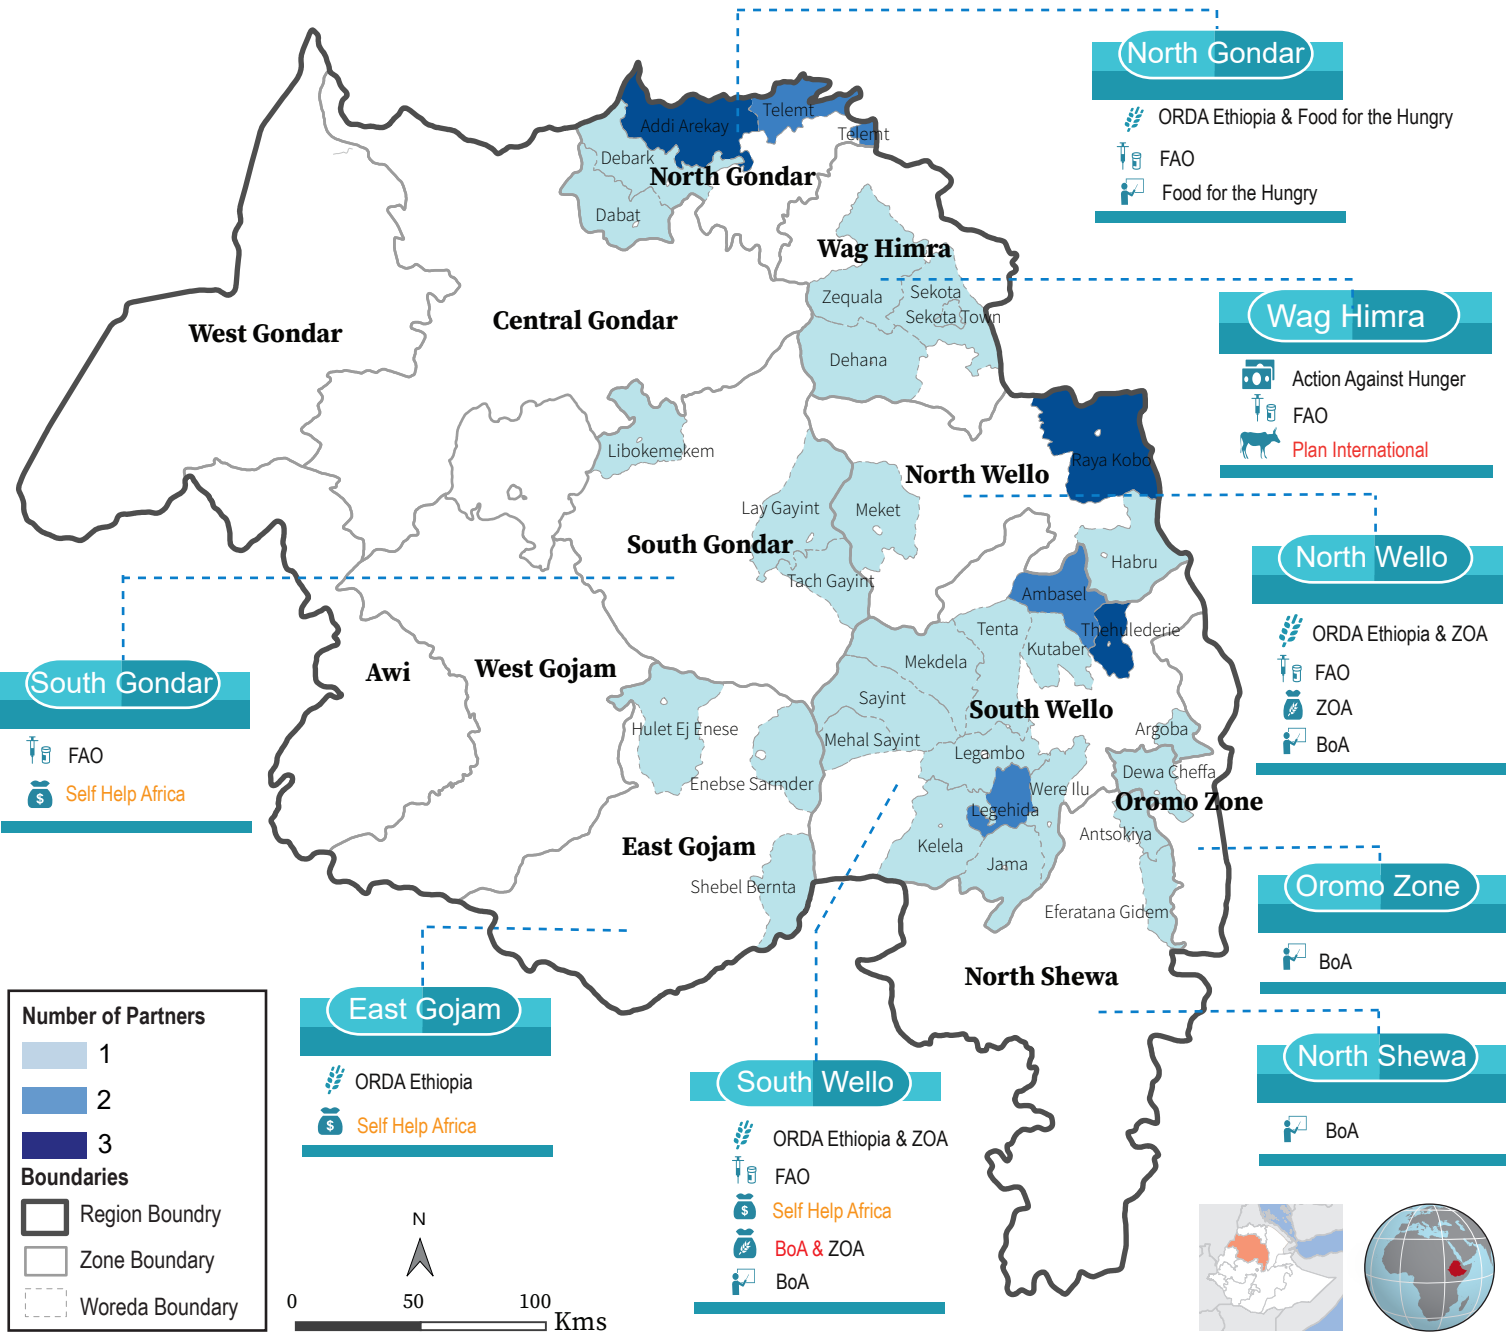 North Gondar
ORDA Ethiopia & Food for the Hungry
FAO
Food for the Hungry
Addi Arekay
Telemt
Telemt
Debark
North Gondar
Dabat
Wag Himra
Zequala
Sekota
Sekota Town
Dehana
West Gondar
Central Gondar
Wag Himra
Action Against Hunger
FAO
Plan International
Libokemekem
Raya Kobo
North Wello
Lay Gayint
Meket
South Gondar
Tach Gayint
Habru
Ambasel
North Wello
ORDA Ethiopia & ZOA
FAO
ZOA
BoA
Thehulederie
Tenta
Kutaber
Mekdela
Sayint
South Wello
Mehal Sayint
Argoba
Legambo
Dewa Cheffa
Were Ilu
Oromo Zone
Legehida
Antsokiya
Kelela
Jama
Eferatana Gidem
Awi
West Gojam
Hulet Ej Enese
Enebse Sarmder
East Gojam
Shebel Bernta
North Shewa
South Gondar
FAO
$ Self Help Africa
Oromo Zone
BoA
North Shewa
BoA
East Gojam
ORDA Ethiopia
$ Self Help Africa
South Wello
ORDA Ethiopia & ZOA
FAO
$ Self Help Africa
BoA & ZOA
BoA
Number of Partners
1
2
3
Boundaries
Region Boundry
Zone Boundary
Woreda Boundary
N
0 50 100
Kms